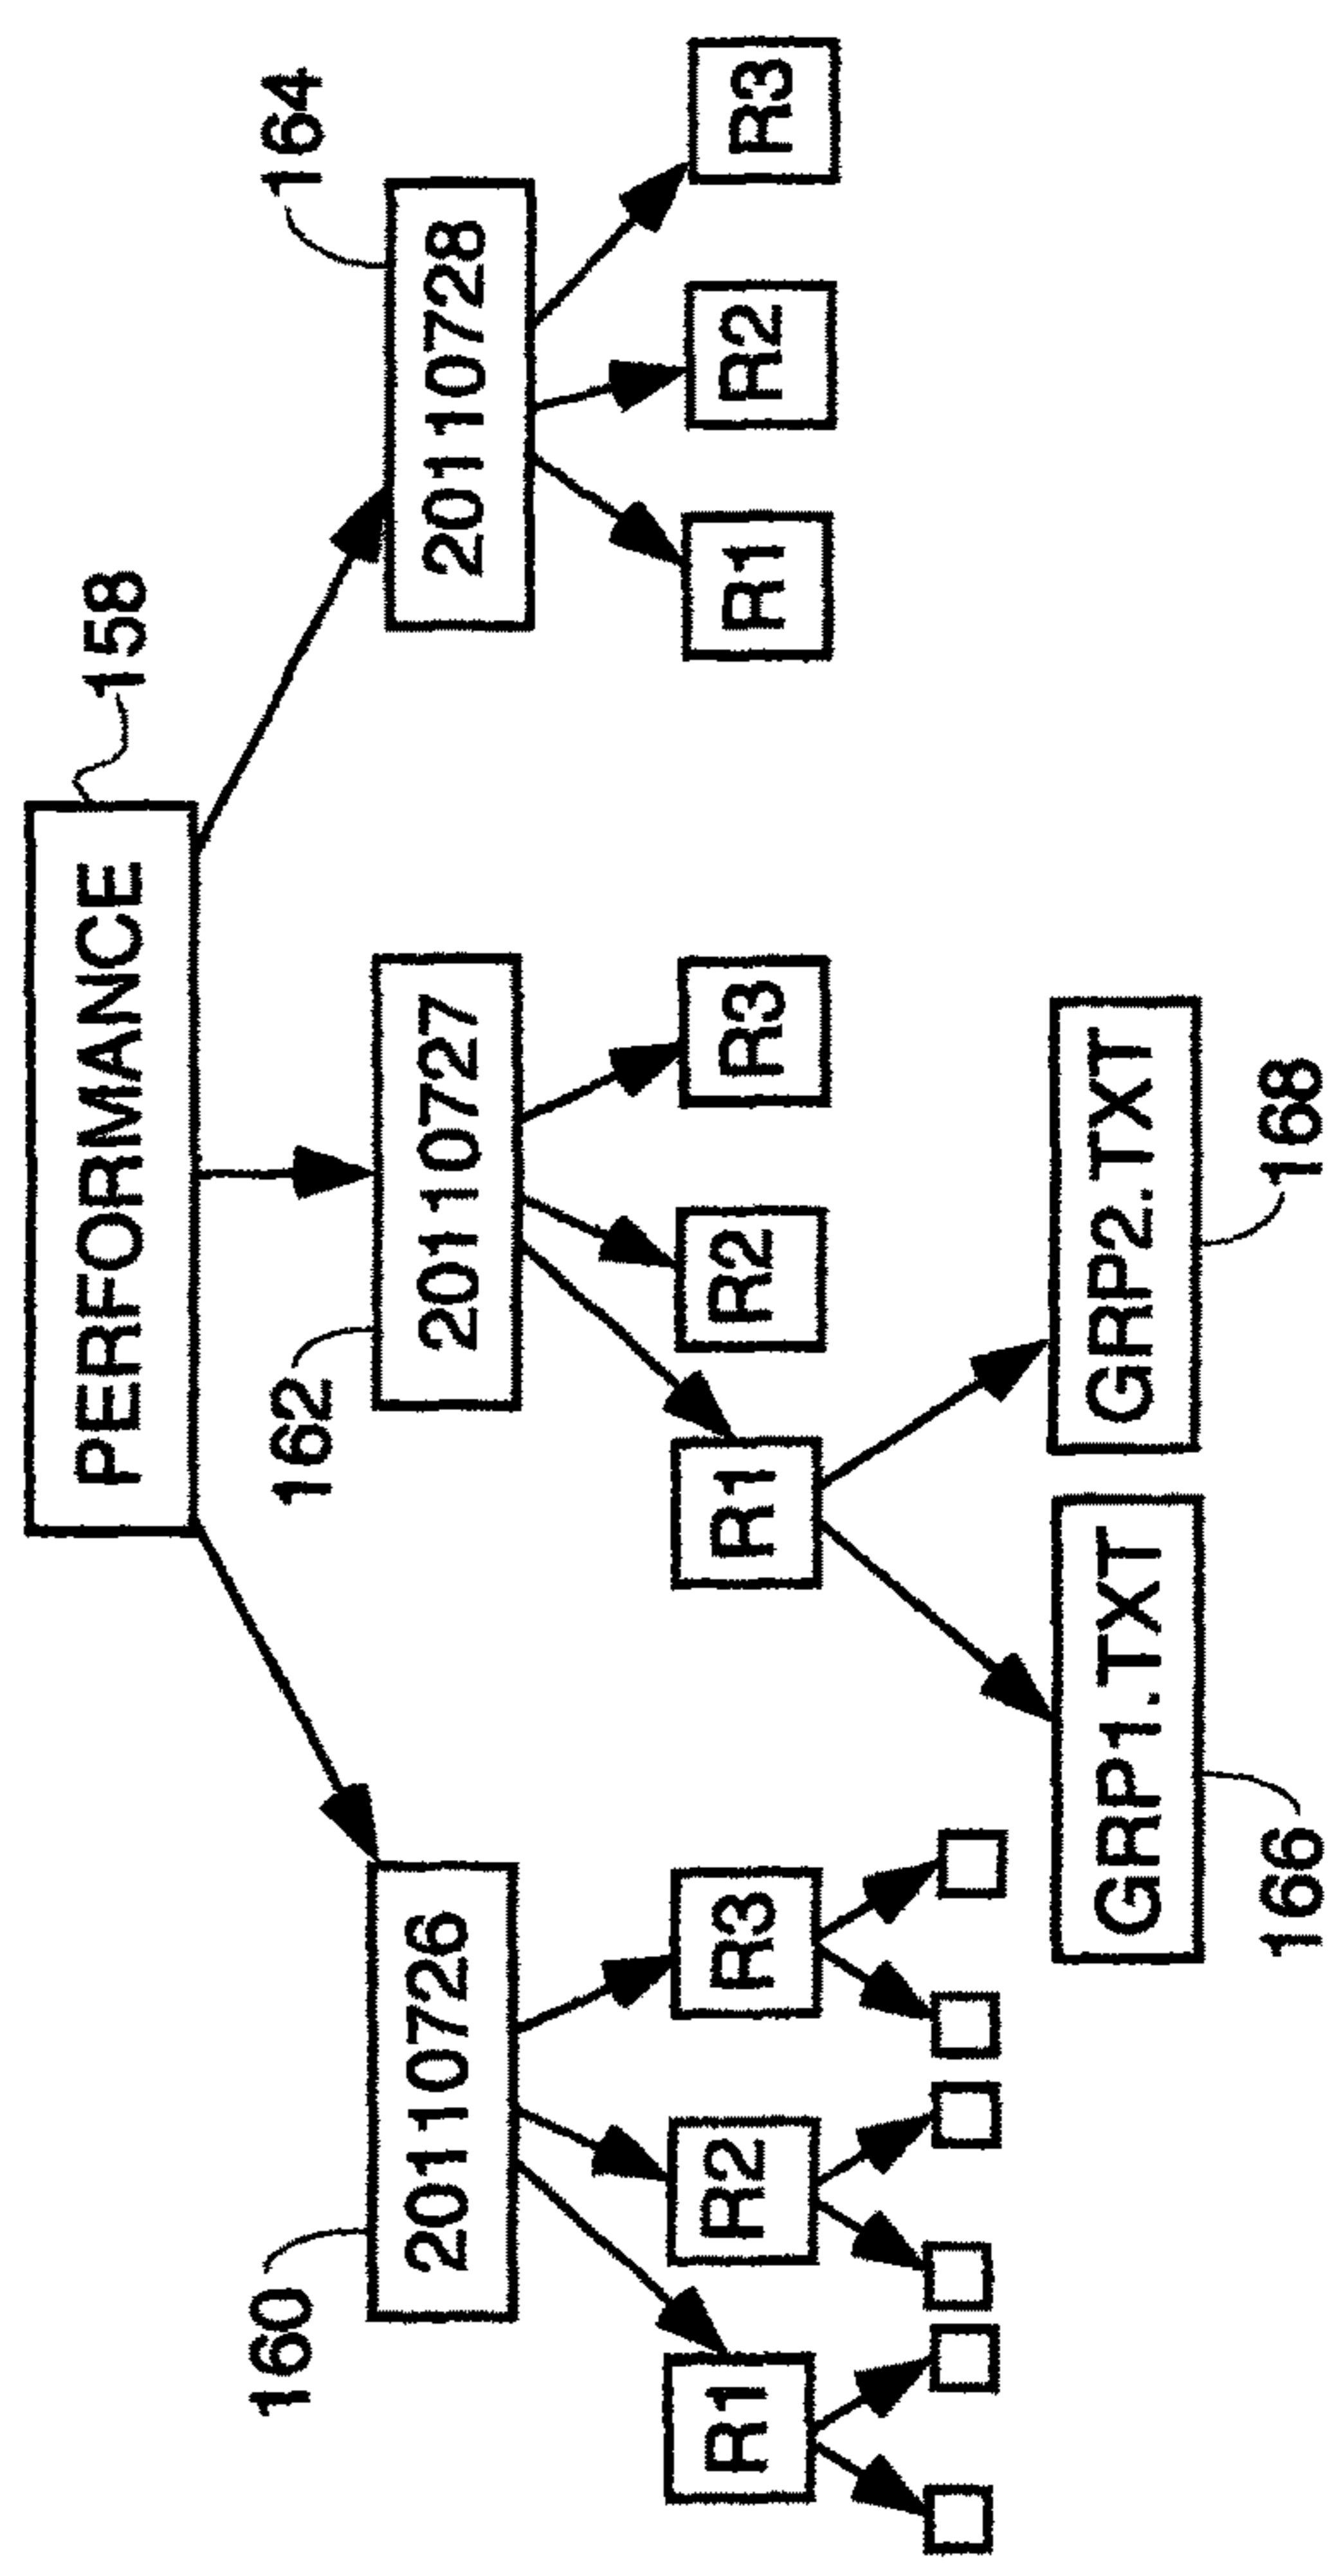 PERFORMANCE
158
160
162
164
20110726
20110727
20110728
R1
R2
R3
R1
R2
R3
R1
R2
R3
GRP1.TXT
GRP2.TXT
166
168